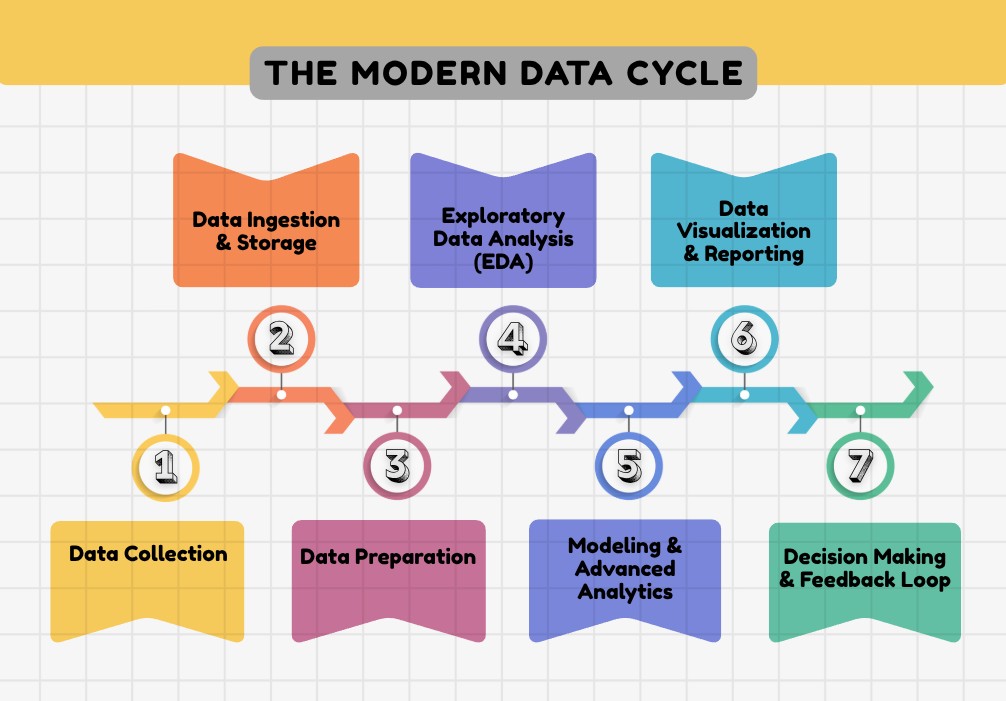 THE MODERN DATA CYCLE
Data Ingestion
& Storage
Exploratory
Data Analysis
(EDA)
Data
Visualization
& Reporting
2
4
6
1
3
5
7
Data Collection
Data Preparation
Modeling &
Advanced
Analytics
Decision Making
& Feedback Loop